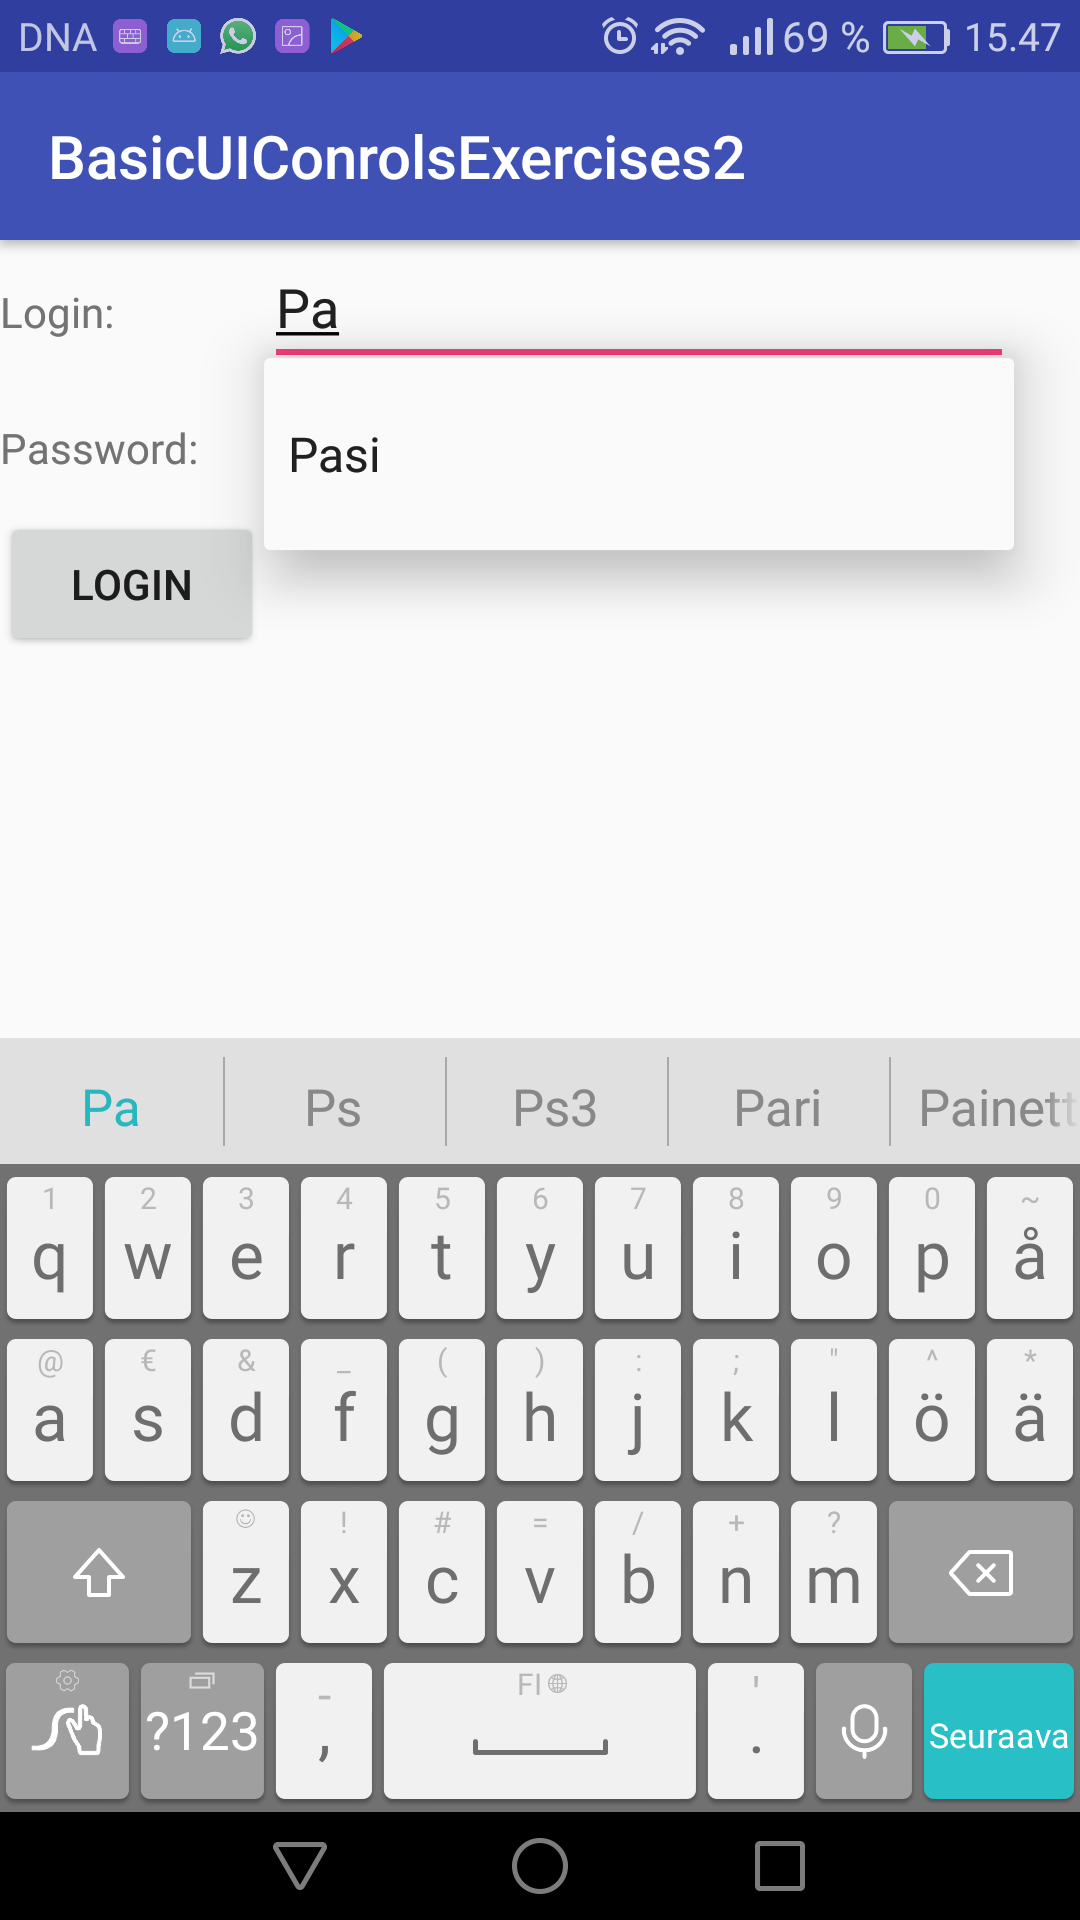 DNA 69 % 15.47
BasicUIConrolsExercises2
Login: Pa
Pasi
Password:
LOGIN
Pa Ps Ps3 Pari Painett
1 2 3 4 5 6 7 8 9 0 ~
q w e r t y u i o p å
@ € & _ ( ) : ; " ^ *
a s d f g h j k l ö ä
! # = / + ?
z x c v b n m
- FI '
?123 , . Seuraava